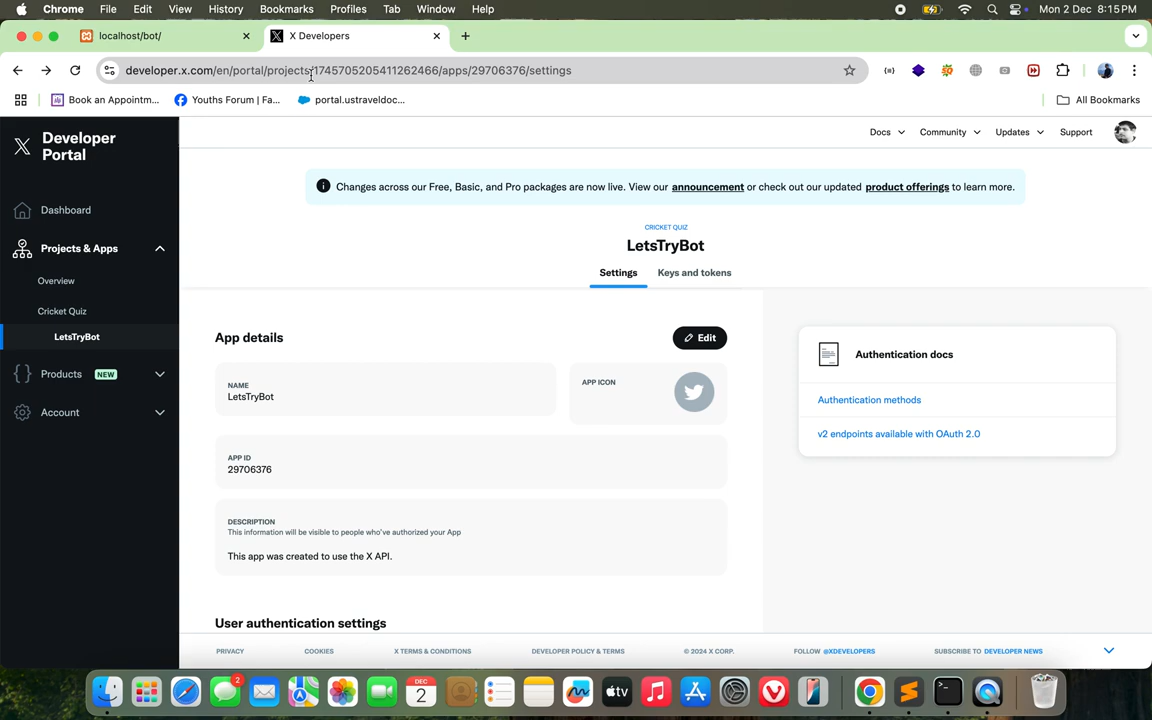 Chrome File Edit View History Bookmarks Profiles Tab Window Help Mon 2 Dec 8:15 PM
localhost/bot/ X Developers
developer.x.com/en/portal/projects/1745705205411262466/apps/29706376/settings
Book an Appointm... Youths Forum | Fa... portal.ustraveldoc... All Bookmarks
Developer
Portal
Docs Community Updates Support
Changes across our Free, Basic, and Pro packages are now live. View our announcement or check out our updated product offerings to learn more.
Dashboard
Projects & Apps
Overview
Cricket Quiz
LetsTryBot
Products NEW
Account
CRICKET QUIZ
LetsTryBot
Settings Keys and tokens
App details
Edit
NAME
LetsTryBot
APP ICON
APP ID
29706376
DESCRIPTION
This information will be visible to people who've authorized your App
This app was created to use the X API.
User authentication settings
Authentication docs
Authentication methods
v2 endpoints available with OAuth 2.0
PRIVACY COOKIES X TERMS & CONDITIONS DEVELOPER POLICY & TERMS © 2024 X CORP. FOLLOW @XDEVELOPERS SUBSCRIBE TO DEVELOPER NEWS
2
DEC
2
tv